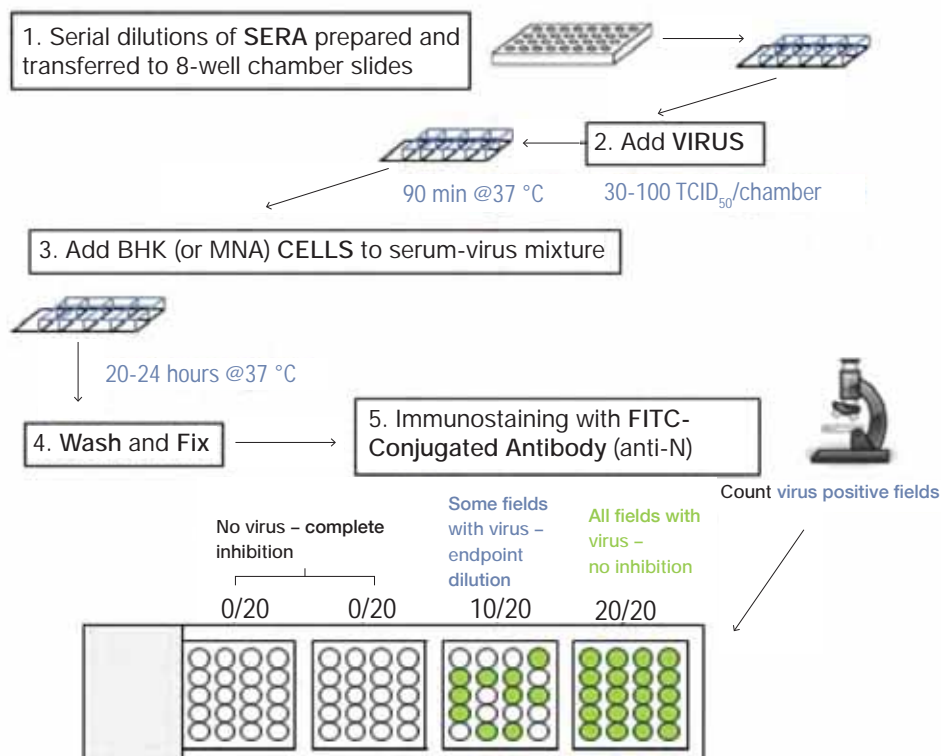 1. Serial dilutions of SERA prepared and
transferred to 8-well chamber slides
2. Add VIRUS
90 min @37 °C
30-100 TCID50/chamber
3. Add BHK (or MNA) CELLS to serum-virus mixture
20-24 hours @37 °C
4. Wash and Fix
5. Immunostaining with FITC-
Conjugated Antibody (anti-N)
Count virus positive fields
No virus – complete
inhibition
Some fields
with virus –
endpoint
dilution
All fields with
virus –
no inhibition
0/20
0/20
10/20
20/20